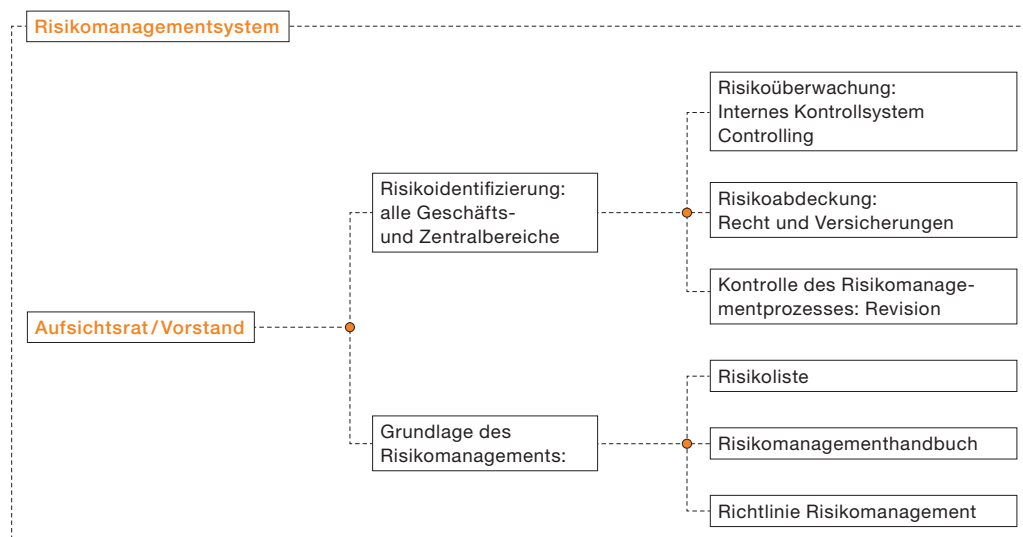 Risikomanagementsystem
Risikoüberwachung:
Internes Kontrollsystem
Controlling
Risikoidentifizierung:
alle Geschäfts-
und Zentralbereiche
Risikoabdeckung:
Recht und Versicherungen
Kontrolle des Risikomanage-
mentprozesses: Revision
Aufsichtsrat/Vorstand
Risikoliste
Grundlage des
Risikomanagements:
Risikomanagementhandbuch
Richtlinie Risikomanagement